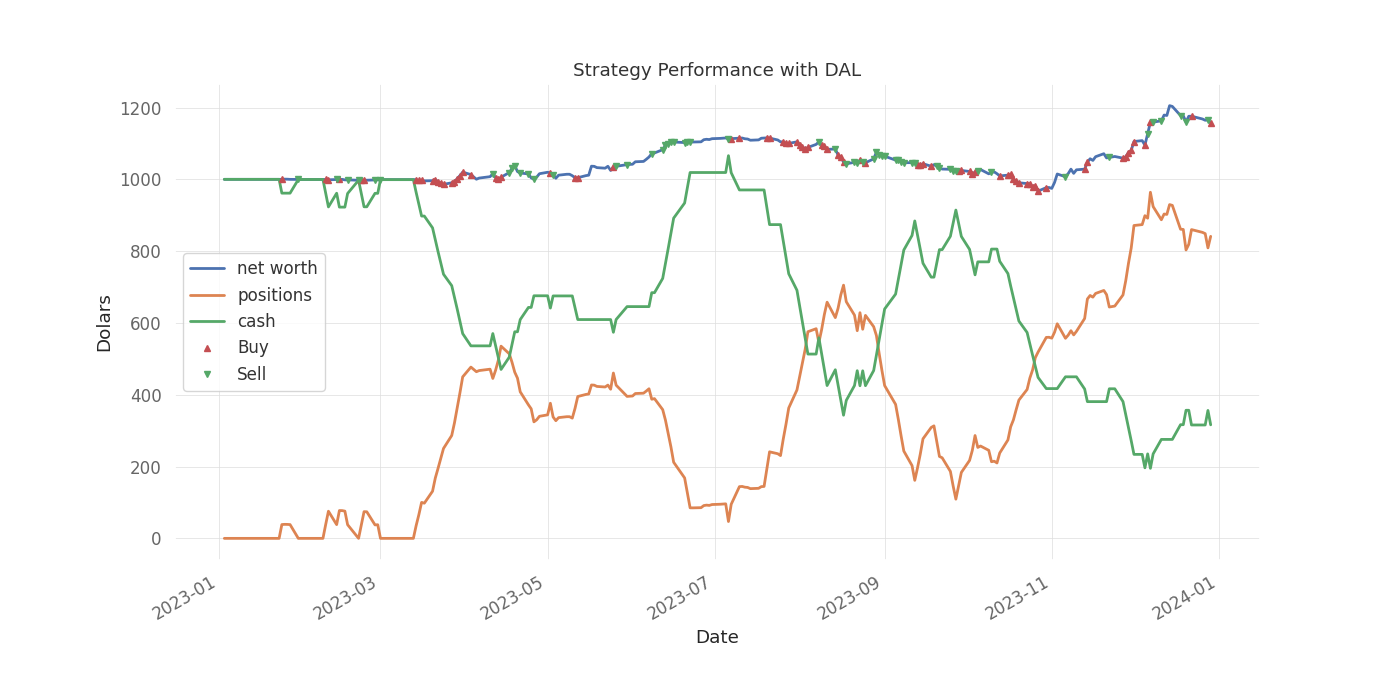 Strategy Performance with DAL
1200
1000
800
600
400
200
0
Dolars
net worth
positions
cash
Buy
Sell
2023-01
2023-03
2023-05
2023-07
2023-09
2023-11
2024-01
Date